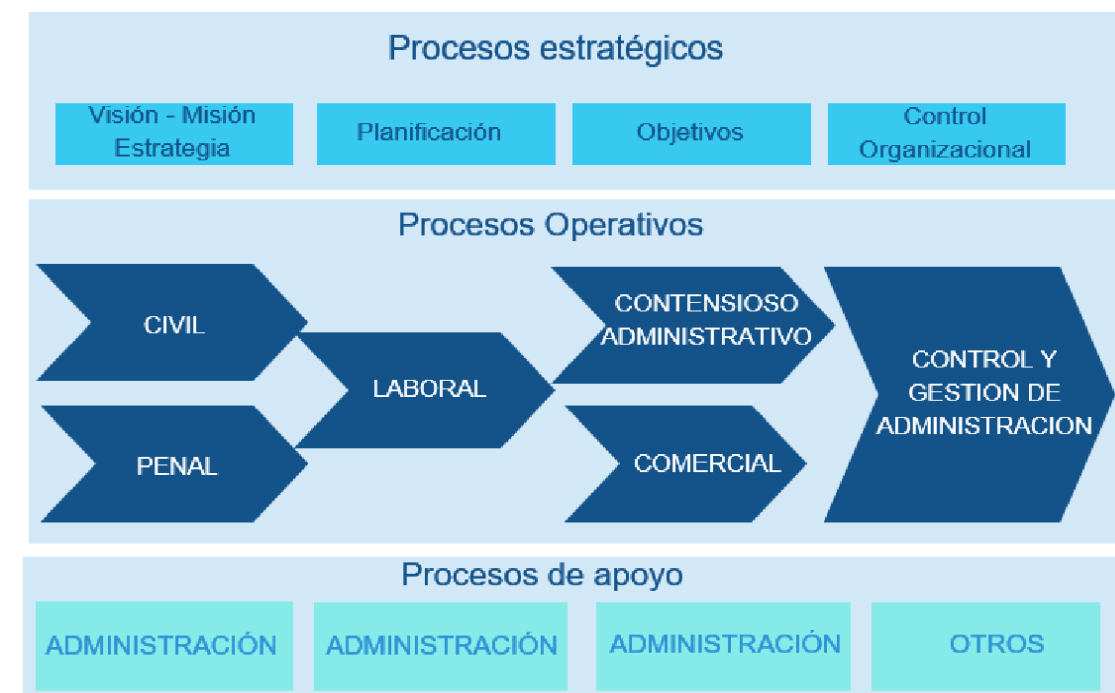 Procesos estratégicos
Visión - Misión
Estrategia
Planificación
Objetivos
Control
Organizacional
Procesos Operativos
CIVIL
PENAL
LABORAL
CONTENSIOSO
ADMINISTRATIVO
COMERCIAL
CONTROL Y
GESTION DE
ADMINISTRACION
Procesos de apoyo
ADMINISTRACIÓN
ADMINISTRACIÓN
ADMINISTRACIÓN
OTROS